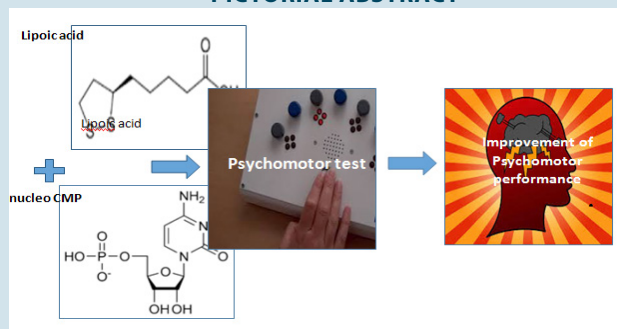 PICTORIAL ABSTRACT
Lipoic acid
O
OH
Lipoic acid
S
S
Psychomotor test
Improvement of
Psychomotor
performance
nucleo CMP
NH₂
N
O
HO-P-O
O⁻
O
N
O
OH OH